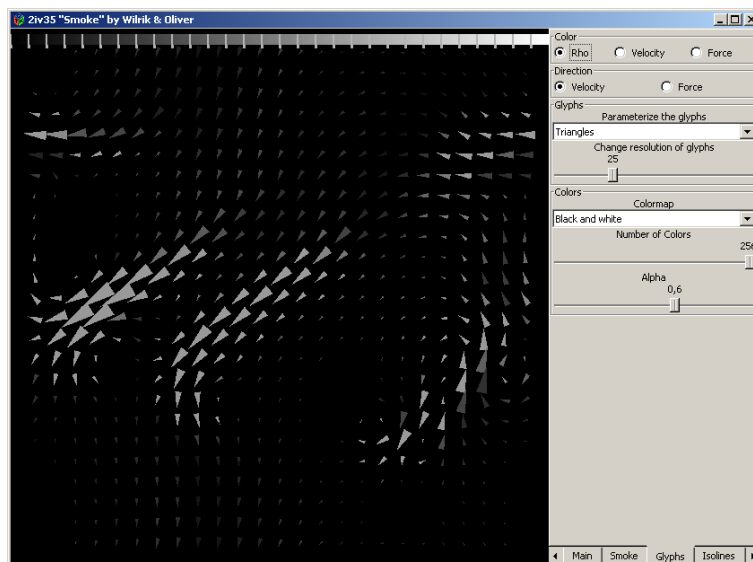 2iv35 "Smoke" by Wilrik & Oliver
Color
Rho Velocity Force
Direction
Velocity Force
Glyphs
Parameterize the glyphs
Triangles
Change resolution of glyphs
25
Colors
Colormap
Black and white
Number of Colors
256
Alpha
0,6
Main Smoke Glyphs Isolines